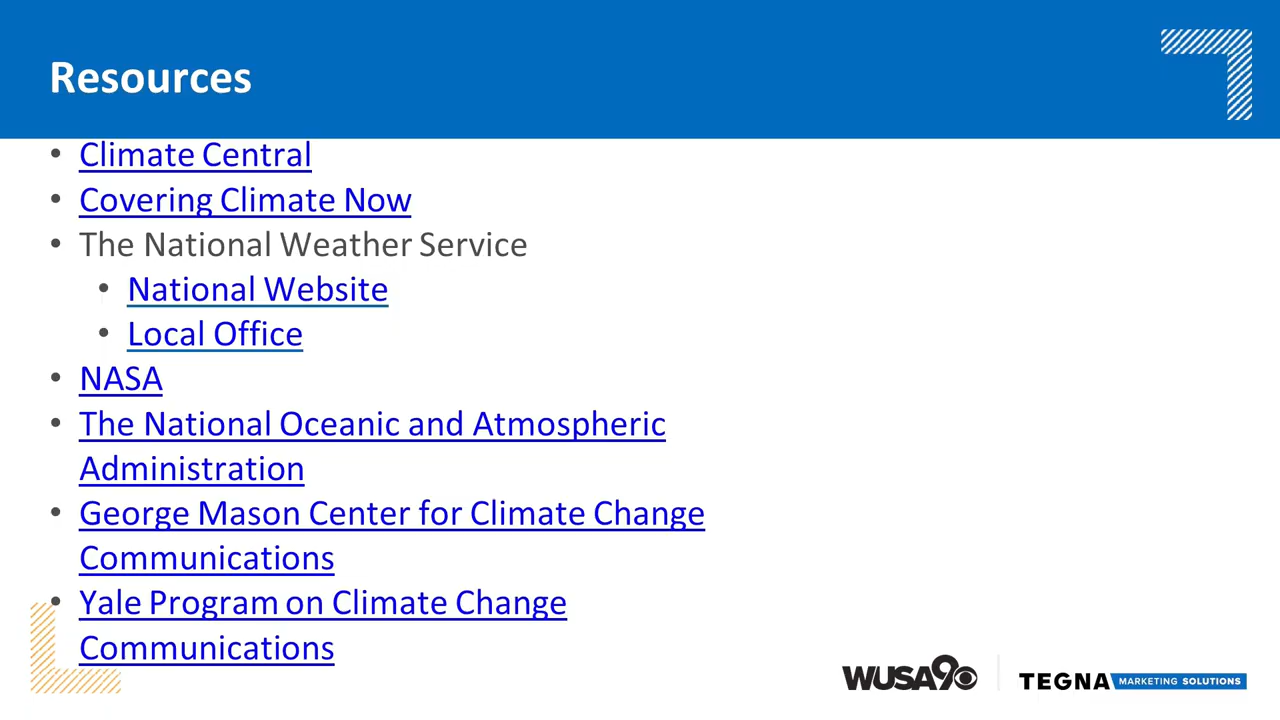 Resources
• Climate Central
• Covering Climate Now
• The National Weather Service
• National Website
• Local Office
• NASA
• The National Oceanic and Atmospheric
Administration
• George Mason Center for Climate Change
Communications
• Yale Program on Climate Change
Communications
WUSA9
TEGNA MARKETING SOLUTIONS